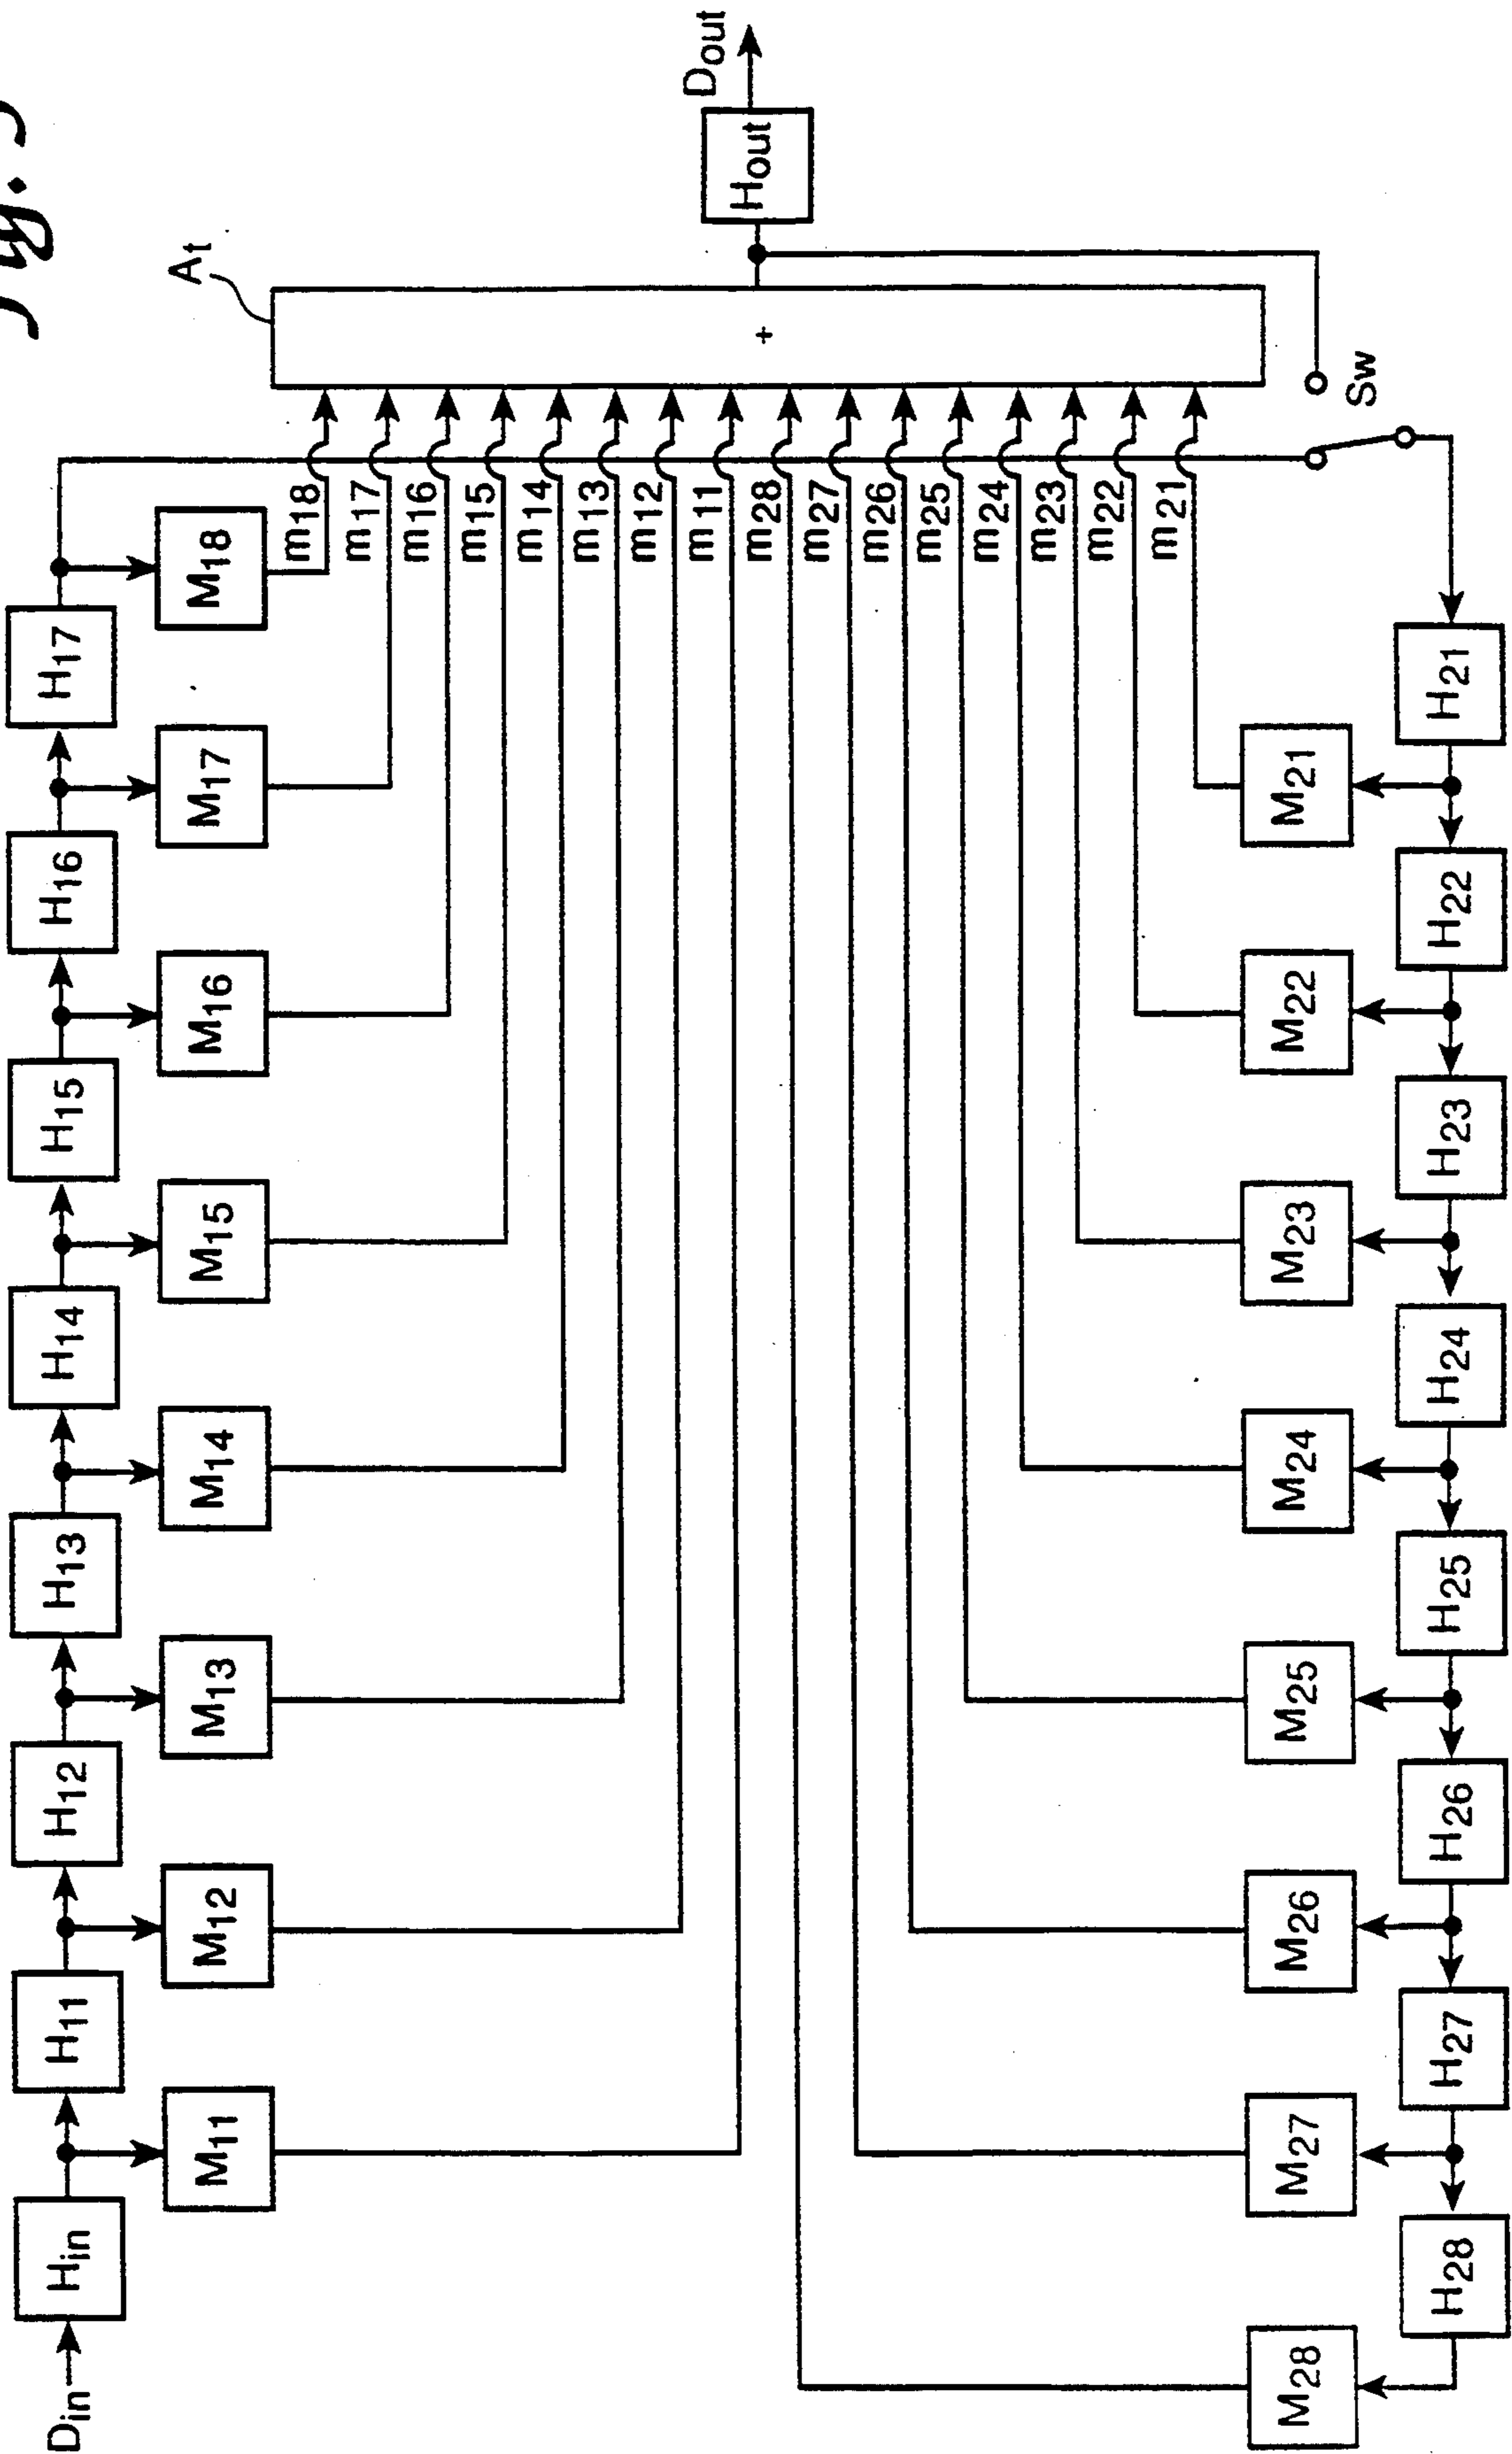 Fig. 3
Din
Hin
H11
H12
H13
H14
H15
H16
H17
M11
M12
M13
M14
M15
M16
M17
M18
At
m18
m17
m16
m15
m14
m13
m12
m11
m28
m27
m26
m25
m24
m23
m22
m21
+
Hout
Dout
Sw
M28
M27
M26
M25
M24
M23
M22
M21
H28
H27
H26
H25
H24
H23
H22
H21